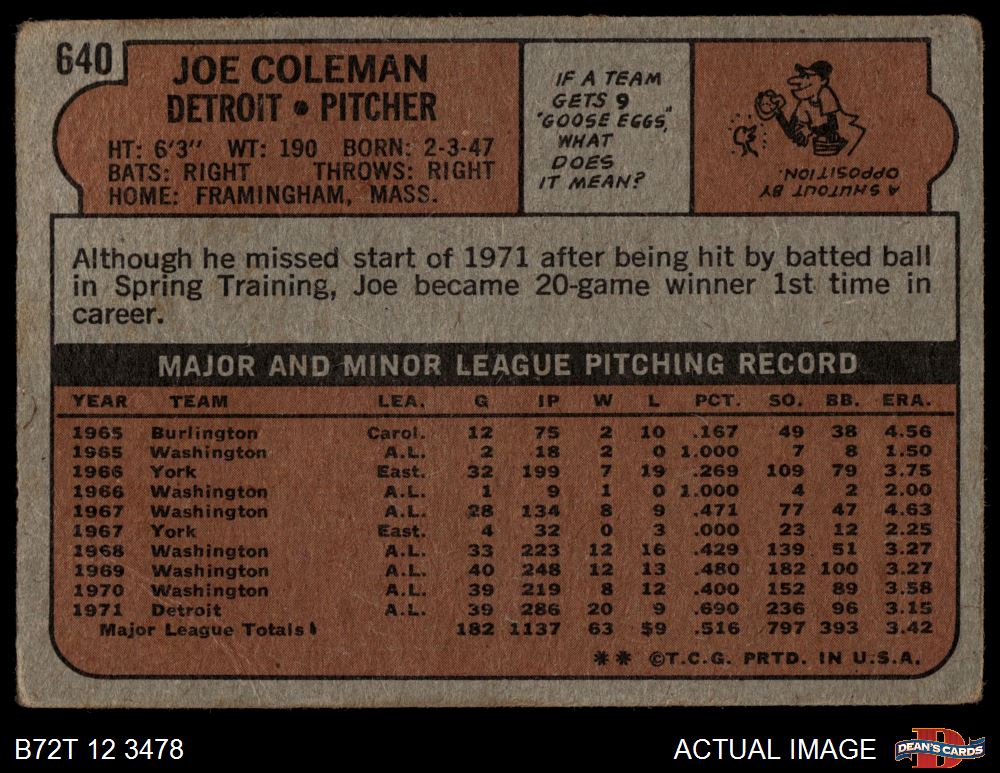 640
JOE COLEMAN
DETROIT • PITCHER
HT: 6'3" WT: 190 BORN: 2-3-47
BATS: RIGHT THROWS: RIGHT
HOME: FRAMINGHAM, MASS.
IF A TEAM
GETS 9
"GOOSE EGGS,"
WHAT
DOES
IT MEAN?
A SHUTOUT BY
OPPOSITION.
Although he missed start of 1971 after being hit by batted ball
in Spring Training, Joe became 20-game winner 1st time in
career.
MAJOR AND MINOR LEAGUE PITCHING RECORD
YEAR TEAM LEA. G IP W L PCT. SO. BB. ERA.
1965 Burlington Carol. 12 75 2 10 .167 49 38 4.56
1965 Washington A.L. 2 18 2 0 1.000 7 8 1.50
1966 York East. 32 199 7 19 .269 109 79 3.75
1966 Washington A.L. 1 9 1 0 1.000 4 2 2.00
1967 Washington A.L. 28 134 8 9 .471 77 47 4.63
1967 York East. 4 32 0 3 .000 23 12 2.25
1968 Washington A.L. 33 223 12 16 .429 139 51 3.27
1969 Washington A.L. 40 248 12 13 .480 182 100 3.27
1970 Washington A.L. 39 219 8 12 .400 152 89 3.58
1971 Detroit A.L. 39 286 20 9 .690 236 96 3.15
Major League Totals 182 1137 63 59 .516 797 393 3.42
** ©T.C.G. PRTD. IN U.S.A.
B72T 12 3478
ACTUAL IMAGE
D
DEAN'S CARDS